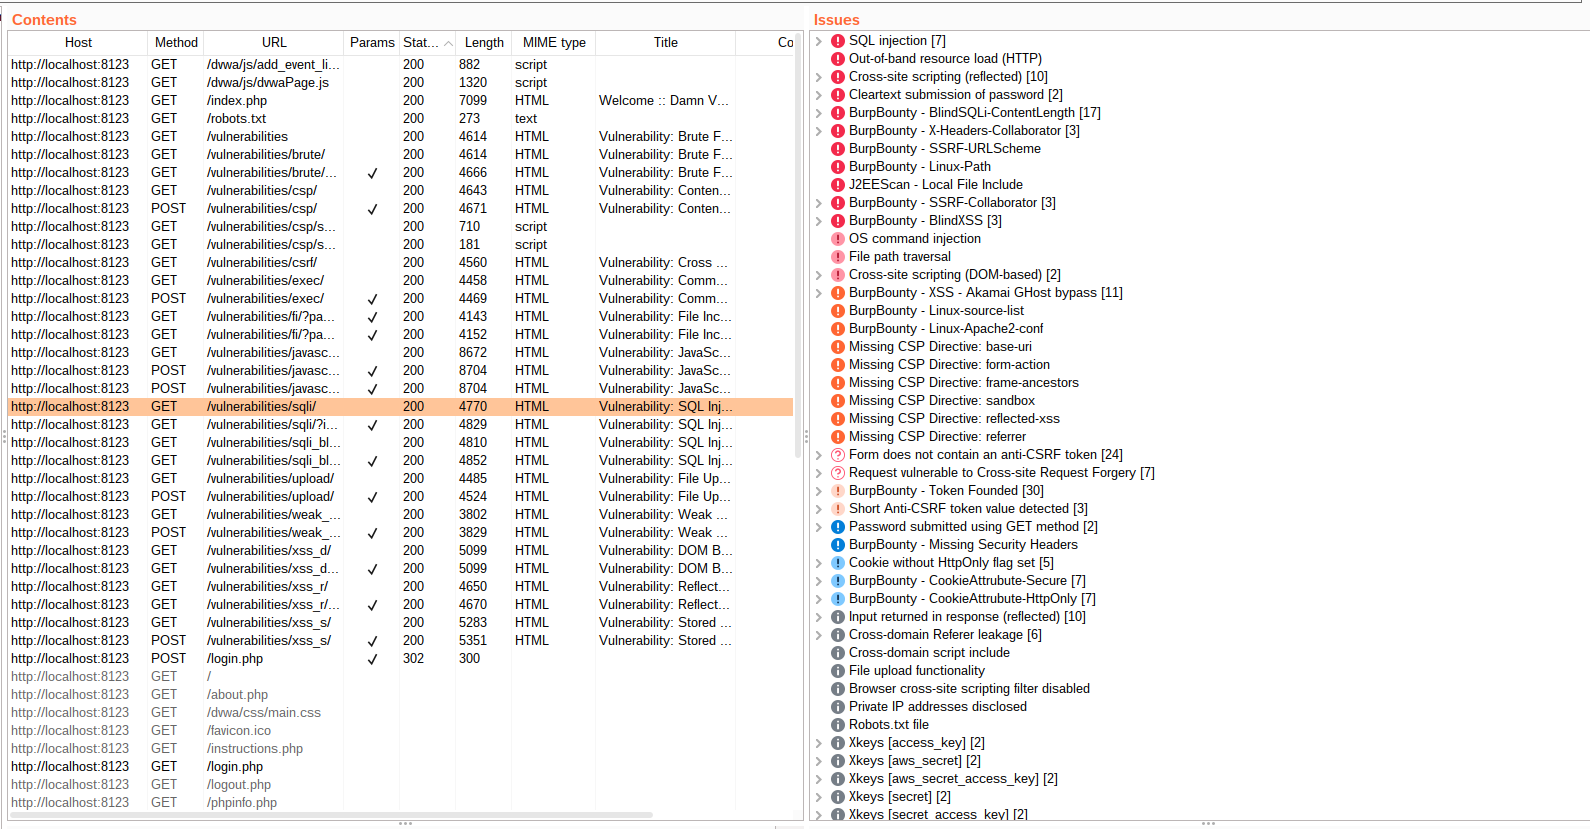 Contents
Host Method URL Params Stat... Length MIME type Title Co
http://localhost:8123 GET /dvwa/js/add_event_li... 200 882 script
http://localhost:8123 GET /dvwa/js/dvwaPage.js 200 1320 script
http://localhost:8123 GET /index.php 200 7099 HTML Welcome :: Damn V...
http://localhost:8123 GET /robots.txt 200 273 text
http://localhost:8123 GET /vulnerabilities 200 4614 HTML Vulnerability: Brute F...
http://localhost:8123 GET /vulnerabilities/brute/ 200 4614 HTML Vulnerability: Brute F...
http://localhost:8123 GET /vulnerabilities/brute/... ✓ 200 4666 HTML Vulnerability: Brute F...
http://localhost:8123 GET /vulnerabilities/csp/ 200 4643 HTML Vulnerability: Conten...
http://localhost:8123 POST /vulnerabilities/csp/ ✓ 200 4671 HTML Vulnerability: Conten...
http://localhost:8123 GET /vulnerabilities/csp/s... 200 710 script
http://localhost:8123 GET /vulnerabilities/csp/s... 200 181 script
http://localhost:8123 GET /vulnerabilities/csrf/ 200 4560 HTML Vulnerability: Cross ...
http://localhost:8123 GET /vulnerabilities/exec/ 200 4458 HTML Vulnerability: Comm...
http://localhost:8123 POST /vulnerabilities/exec/ ✓ 200 4469 HTML Vulnerability: Comm...
http://localhost:8123 GET /vulnerabilities/fi/?pa... ✓ 200 4143 HTML Vulnerability: File Inc...
http://localhost:8123 GET /vulnerabilities/fi/?pa... ✓ 200 4152 HTML Vulnerability: File Inc...
http://localhost:8123 GET /vulnerabilities/javasc... 200 8672 HTML Vulnerability: JavaSc...
http://localhost:8123 POST /vulnerabilities/javasc... ✓ 200 8704 HTML Vulnerability: JavaSc...
http://localhost:8123 POST /vulnerabilities/javasc... ✓ 200 8704 HTML Vulnerability: JavaSc...
http://localhost:8123 GET /vulnerabilities/sqli/ 200 4770 HTML Vulnerability: SQL Inj...
http://localhost:8123 GET /vulnerabilities/sqli/?i... ✓ 200 4829 HTML Vulnerability: SQL Inj...
http://localhost:8123 GET /vulnerabilities/sqli_bl... 200 4810 HTML Vulnerability: SQL Inj...
http://localhost:8123 GET /vulnerabilities/sqli_bl... ✓ 200 4852 HTML Vulnerability: SQL Inj...
http://localhost:8123 GET /vulnerabilities/upload/ 200 4485 HTML Vulnerability: File Up...
http://localhost:8123 POST /vulnerabilities/upload/ ✓ 200 4524 HTML Vulnerability: File Up...
http://localhost:8123 GET /vulnerabilities/weak_... 200 3802 HTML Vulnerability: Weak ...
http://localhost:8123 POST /vulnerabilities/weak_... ✓ 200 3829 HTML Vulnerability: Weak ...
http://localhost:8123 GET /vulnerabilities/xss_d/ 200 5099 HTML Vulnerability: DOM B...
http://localhost:8123 GET /vulnerabilities/xss_d... ✓ 200 5099 HTML Vulnerability: DOM B...
http://localhost:8123 GET /vulnerabilities/xss_r/ 200 4650 HTML Vulnerability: Reflect...
http://localhost:8123 GET /vulnerabilities/xss_r/... ✓ 200 4670 HTML Vulnerability: Reflect...
http://localhost:8123 GET /vulnerabilities/xss_s/ 200 5283 HTML Vulnerability: Stored ...
http://localhost:8123 POST /vulnerabilities/xss_s/ ✓ 200 5351 HTML Vulnerability: Stored ...
http://localhost:8123 POST /login.php ✓ 302 300
http://localhost:8123 GET /
http://localhost:8123 GET /about.php
http://localhost:8123 GET /dvwa/css/main.css
http://localhost:8123 GET /favicon.ico
http://localhost:8123 GET /instructions.php
http://localhost:8123 GET /login.php
http://localhost:8123 GET /logout.php
http://localhost:8123 GET /phpinfo.php
Issues
SQL injection [7]
Out-of-band resource load (HTTP)
Cross-site scripting (reflected) [10]
Cleartext submission of password [2]
BurpBounty - BlindSQLi-ContentLength [17]
BurpBounty - X-Headers-Collaborator [3]
BurpBounty - SSRF-URLScheme
BurpBounty - Linux-Path
J2EEScan - Local File Include
BurpBounty - SSRF-Collaborator [3]
BurpBounty - BlindXSS [3]
OS command injection
File path traversal
Cross-site scripting (DOM-based) [2]
BurpBounty - XSS - Akamai GHost bypass [11]
BurpBounty - Linux-source-list
BurpBounty - Linux-Apache2-conf
Missing CSP Directive: base-uri
Missing CSP Directive: form-action
Missing CSP Directive: frame-ancestors
Missing CSP Directive: sandbox
Missing CSP Directive: reflected-xss
Missing CSP Directive: referrer
Form does not contain an anti-CSRF token [24]
Request vulnerable to Cross-site Request Forgery [7]
BurpBounty - Token Founded [30]
Short Anti-CSRF token value detected [3]
Password submitted using GET method [2]
BurpBounty - Missing Security Headers
Cookie without HttpOnly flag set [5]
BurpBounty - CookieAttrubute-Secure [7]
BurpBounty - CookieAttrubute-HttpOnly [7]
Input returned in response (reflected) [10]
Cross-domain Referer leakage [6]
Cross-domain script include
File upload functionality
Browser cross-site scripting filter disabled
Private IP addresses disclosed
Robots.txt file
Xkeys [access_key] [2]
Xkeys [aws_secret] [2]
Xkeys [aws_secret_access_key] [2]
Xkeys [secret] [2]
Xkeys [secret_access_key] [2]